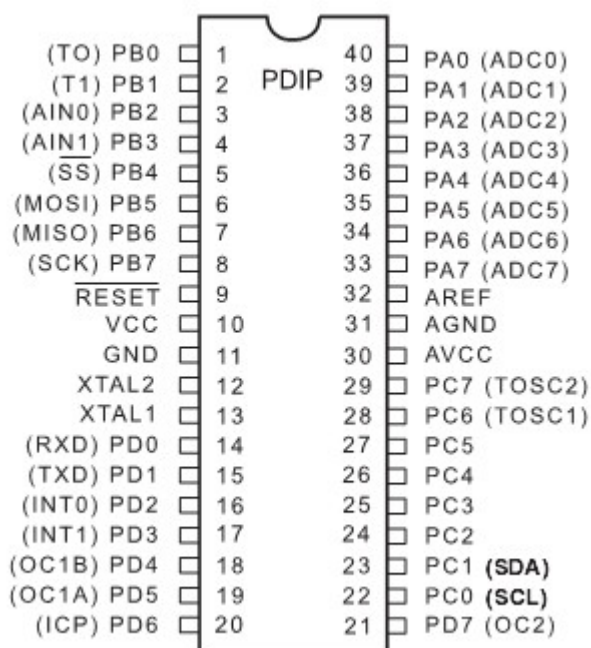 (TO) PB0 1 40 PA0 (ADC0)
(T1) PB1 2 PDIP 39 PA1 (ADC1)
(AIN0) PB2 3 38 PA2 (ADC2)
(AIN1) PB3 4 37 PA3 (ADC3)
(SS) PB4 5 36 PA4 (ADC4)
(MOSI) PB5 6 35 PA5 (ADC5)
(MISO) PB6 7 34 PA6 (ADC6)
(SCK) PB7 8 33 PA7 (ADC7)
RESET 9 32 AREF
VCC 10 31 AGND
GND 11 30 AVCC
XTAL2 12 29 PC7 (TOSC2)
XTAL1 13 28 PC6 (TOSC1)
(RXD) PD0 14 27 PC5
(TXD) PD1 15 26 PC4
(INT0) PD2 16 25 PC3
(INT1) PD3 17 24 PC2
(OC1B) PD4 18 23 PC1 (SDA)
(OC1A) PD5 19 22 PC0 (SCL)
(ICP) PD6 20 21 PD7 (OC2)